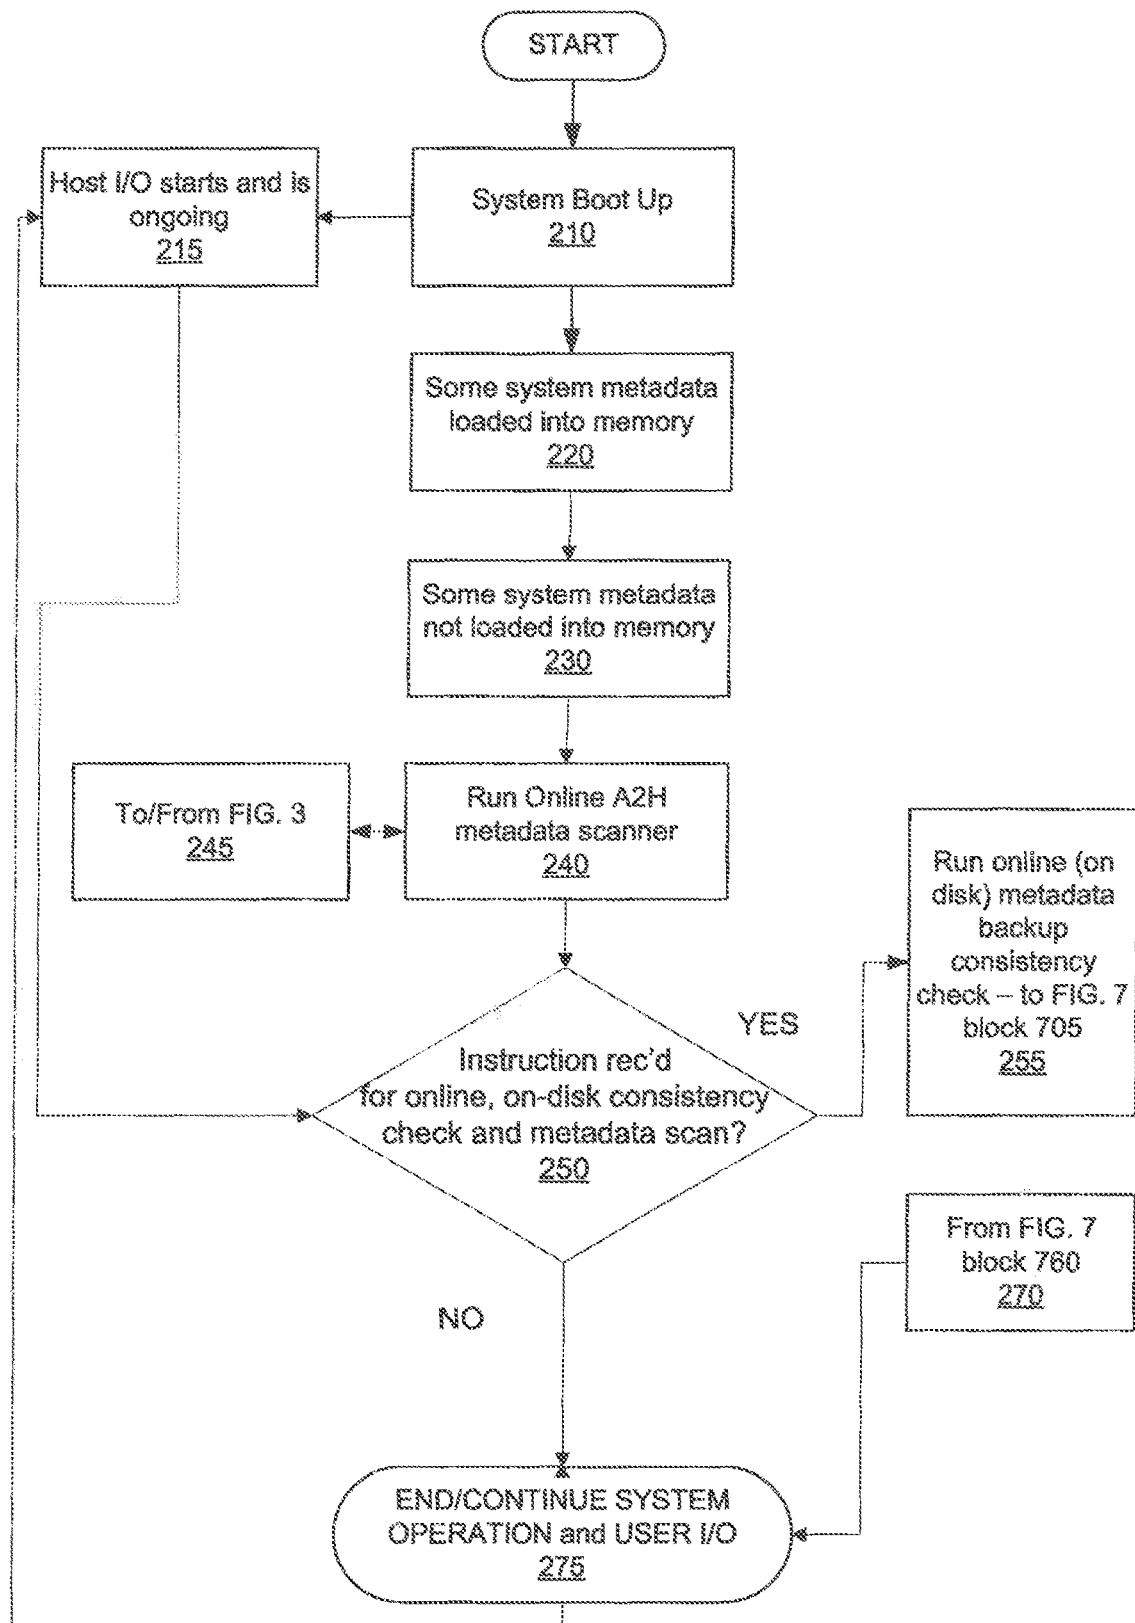 START
Host I/O starts and is
ongoing
215
System Boot Up
210
Some system metadata
loaded into memory
220
Some system metadata
not loaded into memory
230
To/From FIG. 3
245
Run Online A2H
metadata scanner
240
Run online (on
disk) metadata
backup
consistency
check – to FIG. 7
block 705
255
YES
Instruction rec'd
for online, on-disk consistency
check and metadata scan?
250
From FIG. 7
block 760
270
NO
END/CONTINUE SYSTEM
OPERATION and USER I/O
275